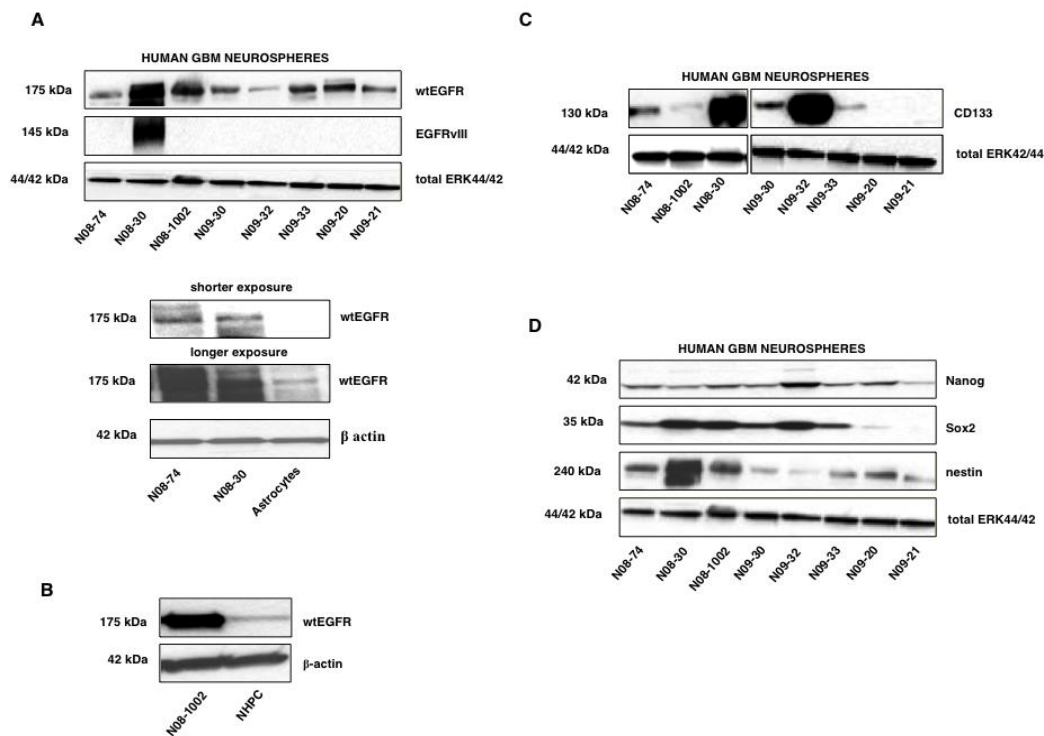 A
HUMAN GBM NEUROSPHERES
175 kDa
wtEGFR
145 kDa
EGFRvIII
44/42 kDa
total ERK44/42
N08-74
N08-30
N08-1002
N09-30
N09-32
N09-33
N09-20
N09-21
shorter exposure
175 kDa
wtEGFR
longer exposure
175 kDa
wtEGFR
42 kDa
β actin
N08-74
N08-30
Astrocytes
B
175 kDa
wtEGFR
42 kDa
β-actin
N08-1002
NHPC
C
HUMAN GBM NEUROSPHERES
130 kDa
CD133
44/42 kDa
total ERK42/44
N08-74
N08-1002
N08-30
N09-30
N09-32
N09-33
N09-20
N09-21
D
HUMAN GBM NEUROSPHERES
42 kDa
Nanog
35 kDa
Sox2
240 kDa
nestin
44/42 kDa
total ERK44/42
N08-74
N08-30
N08-1002
N09-30
N09-32
N09-33
N09-20
N09-21